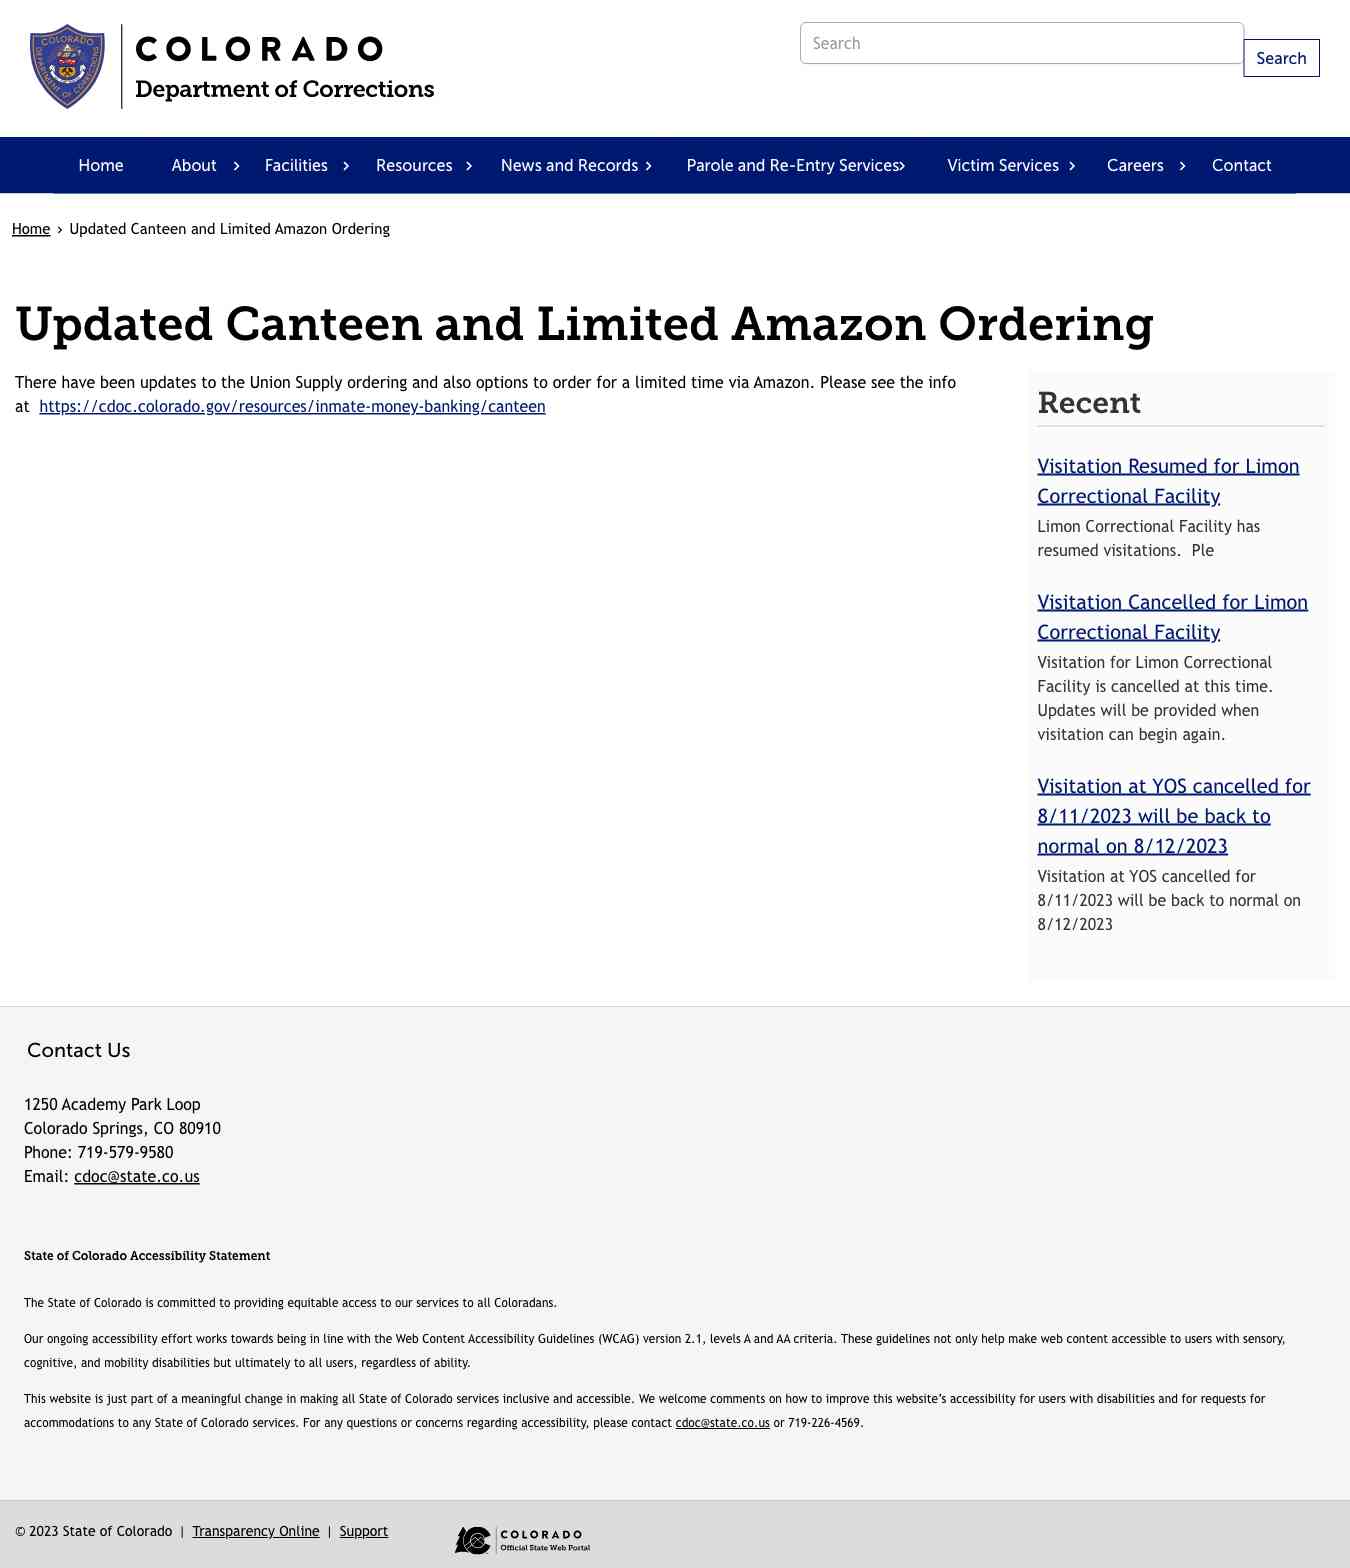 COLORADO
Department of Corrections
Search
Search
Home
About
Facilities
Resources
News and Records
Parole and Re-Entry Services
Victim Services
Careers
Contact
Home › Updated Canteen and Limited Amazon Ordering
Updated Canteen and Limited Amazon Ordering
There have been updates to the Union Supply ordering and also options to order for a limited time via Amazon. Please see the info
at https://cdoc.colorado.gov/resources/inmate-money-banking/canteen
Recent
Visitation Resumed for Limon
Correctional Facility
Limon Correctional Facility has
resumed visitations. Ple
Visitation Cancelled for Limon
Correctional Facility
Visitation for Limon Correctional
Facility is cancelled at this time.
Updates will be provided when
visitation can begin again.
Visitation at YOS cancelled for
8/11/2023 will be back to
normal on 8/12/2023
Visitation at YOS cancelled for
8/11/2023 will be back to normal on
8/12/2023
Contact Us
1250 Academy Park Loop
Colorado Springs, CO 80910
Phone: 719-579-9580
Email: cdoc@state.co.us
State of Colorado Accessibility Statement
The State of Colorado is committed to providing equitable access to our services to all Coloradans.
Our ongoing accessibility effort works towards being in line with the Web Content Accessibility Guidelines (WCAG) version 2.1, levels A and AA criteria. These guidelines not only help make web content accessible to users with sensory,
cognitive, and mobility disabilities but ultimately to all users, regardless of ability.
This website is just part of a meaningful change in making all State of Colorado services inclusive and accessible. We welcome comments on how to improve this website's accessibility for users with disabilities and for requests for
accommodations to any State of Colorado services. For any questions or concerns regarding accessibility, please contact cdoc@state.co.us or 719-226-4569.
© 2023 State of Colorado | Transparency Online | Support
COLORADO
Official State Web Portal